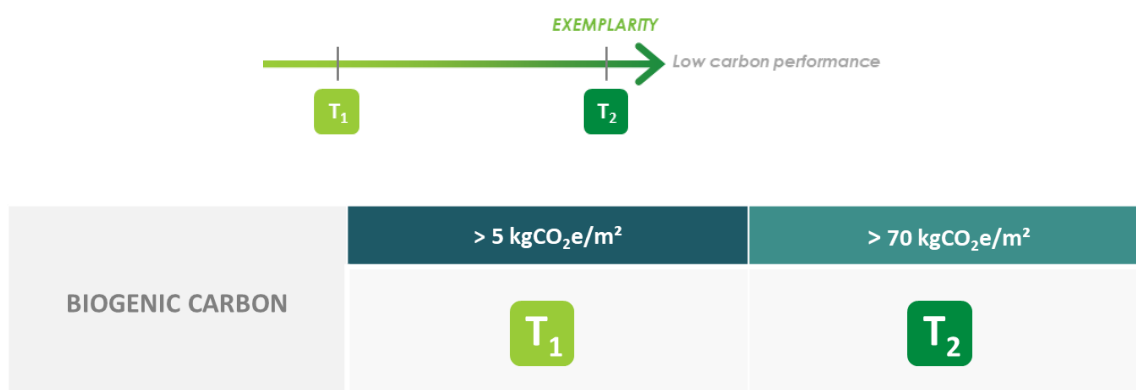 EXEMPLARITY
Low carbon performance
T₁
T₂
> 5 kgCO₂e/m²
> 70 kgCO₂e/m²
BIOGENIC CARBON
T₁
T₂